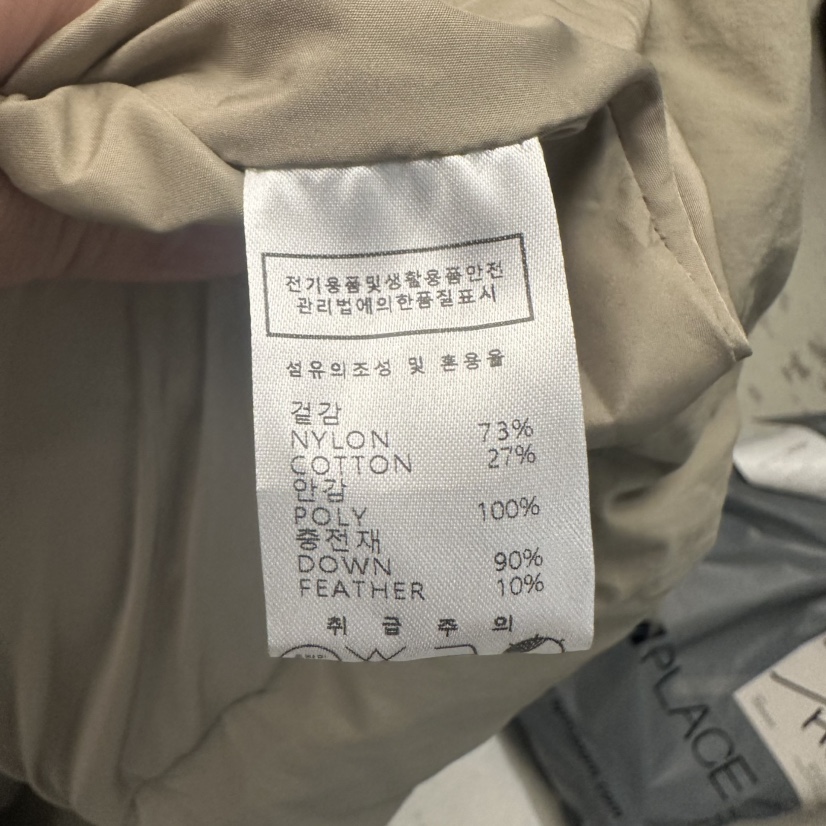 전기용품및생활용품안전
관리법에의한품질표시
섬유의조성 및 혼용율
겉감
NYLON 73%
COTTON 27%
안감
POLY 100%
충전재
DOWN 90%
FEATHER 10%
취 급 주 의
PLACE